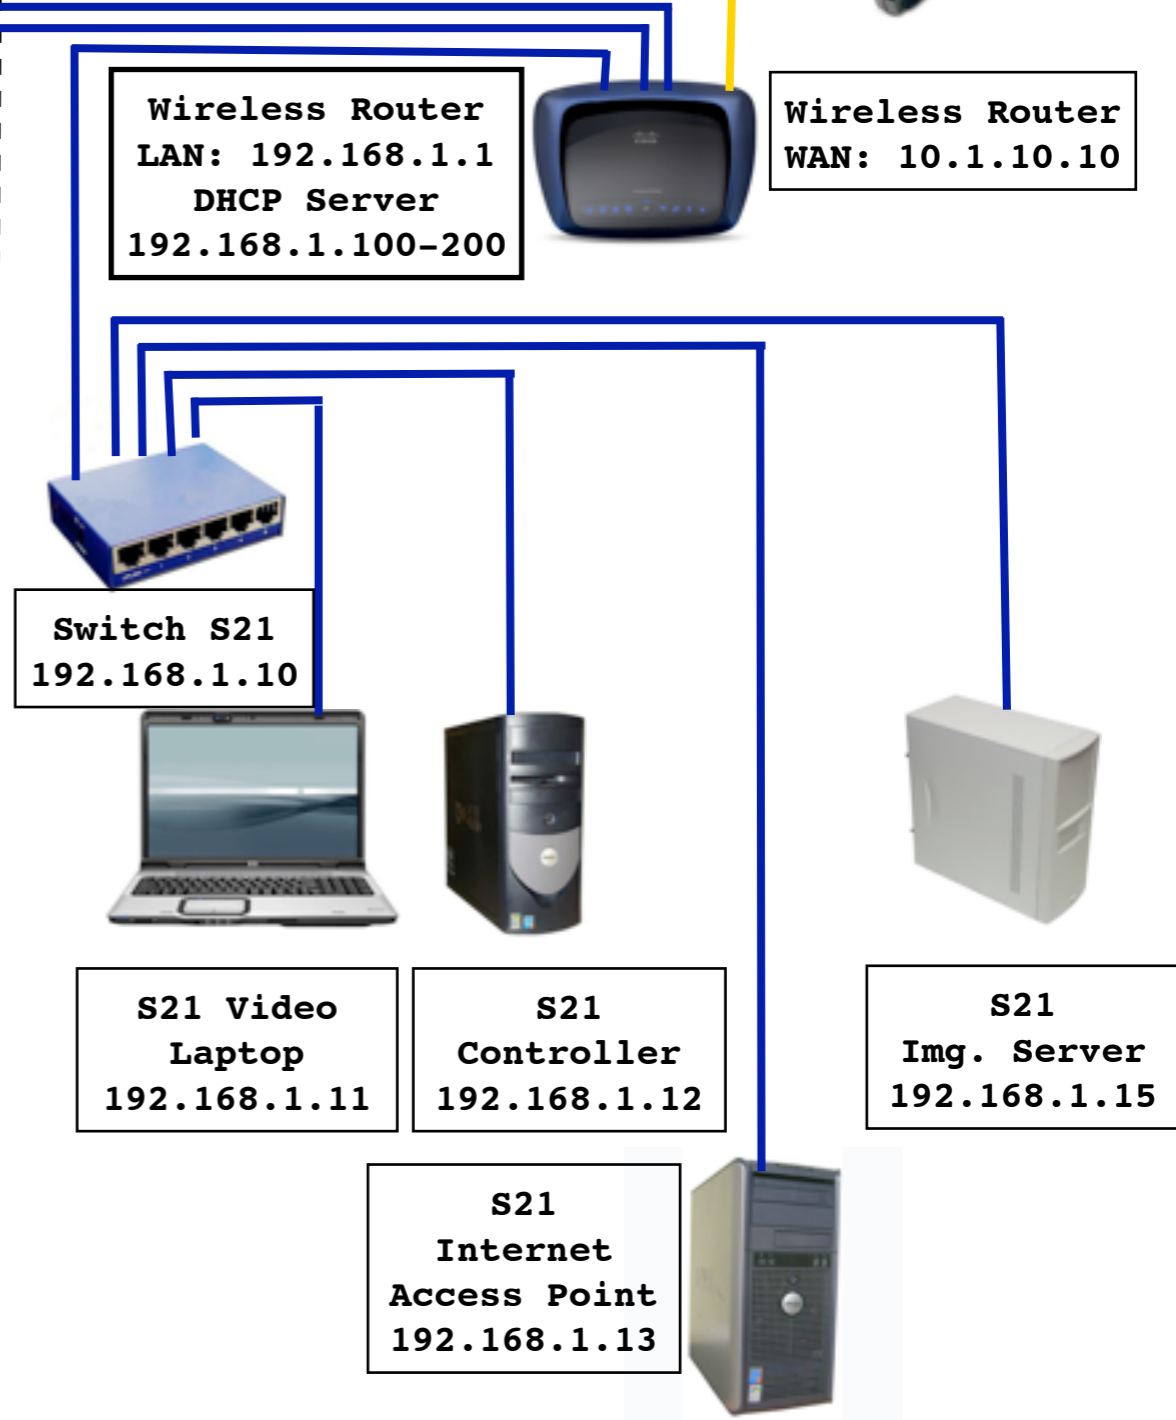 Wireless Router
LAN: 192.168.1.1
DHCP Server
192.168.1.100-200
Wireless Router
WAN: 10.1.10.10
Switch S21
192.168.1.10
S21 Video
Laptop
192.168.1.11
S21
Controller
192.168.1.12
S21
Img. Server
192.168.1.15
S21
Internet
Access Point
192.168.1.13